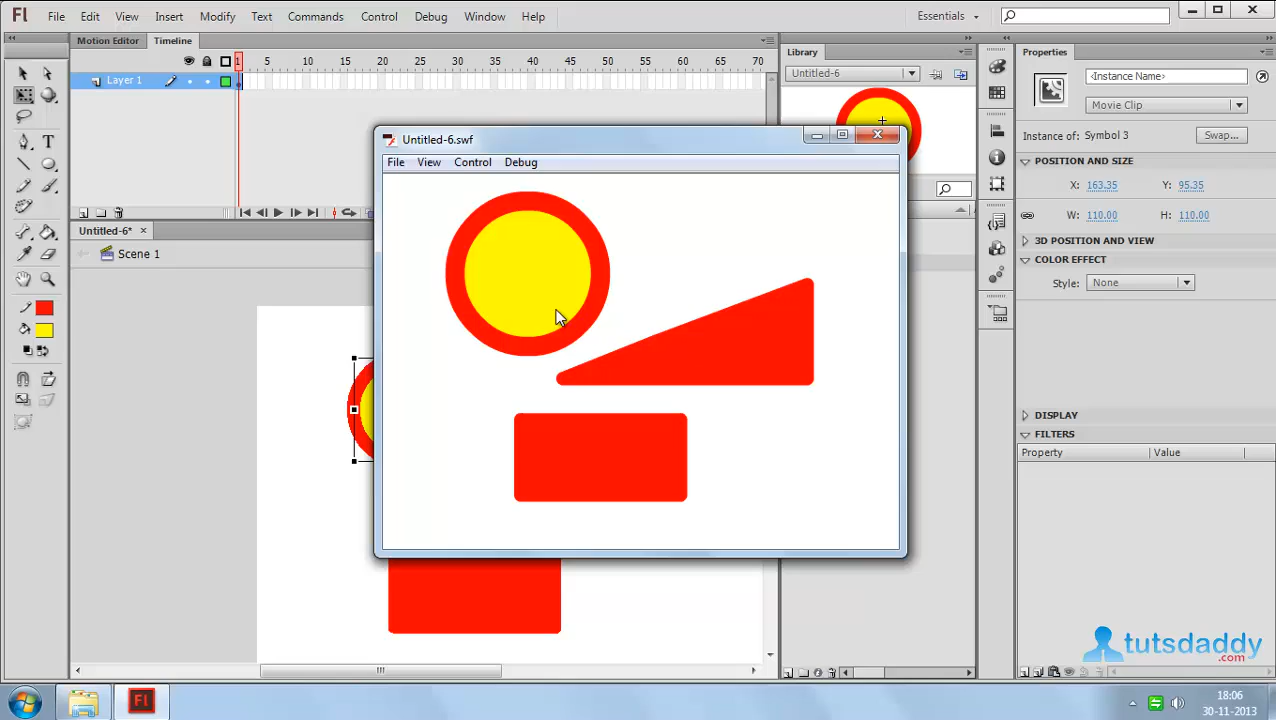 Fl File Edit View Insert Modify Text Commands Control Debug Window Help Essentials
Motion Editor Timeline
1 5 10 15 20 25 30 35 40 45 50 55 60 65 70
Layer 1
Library
Untitled-6
Properties
<Instance Name>
Movie Clip
Instance of: Symbol 3 Swap...
POSITION AND SIZE
X: 163.35 Y: 95.35
W: 110.00 H: 110.00
3D POSITION AND VIEW
COLOR EFFECT
Style: None
DISPLAY
FILTERS
Property Value
Untitled-6*
Scene 1
Untitled-6.swf
File View Control Debug
tutsdaddy
.com
Fl
18:06
30-11-2013